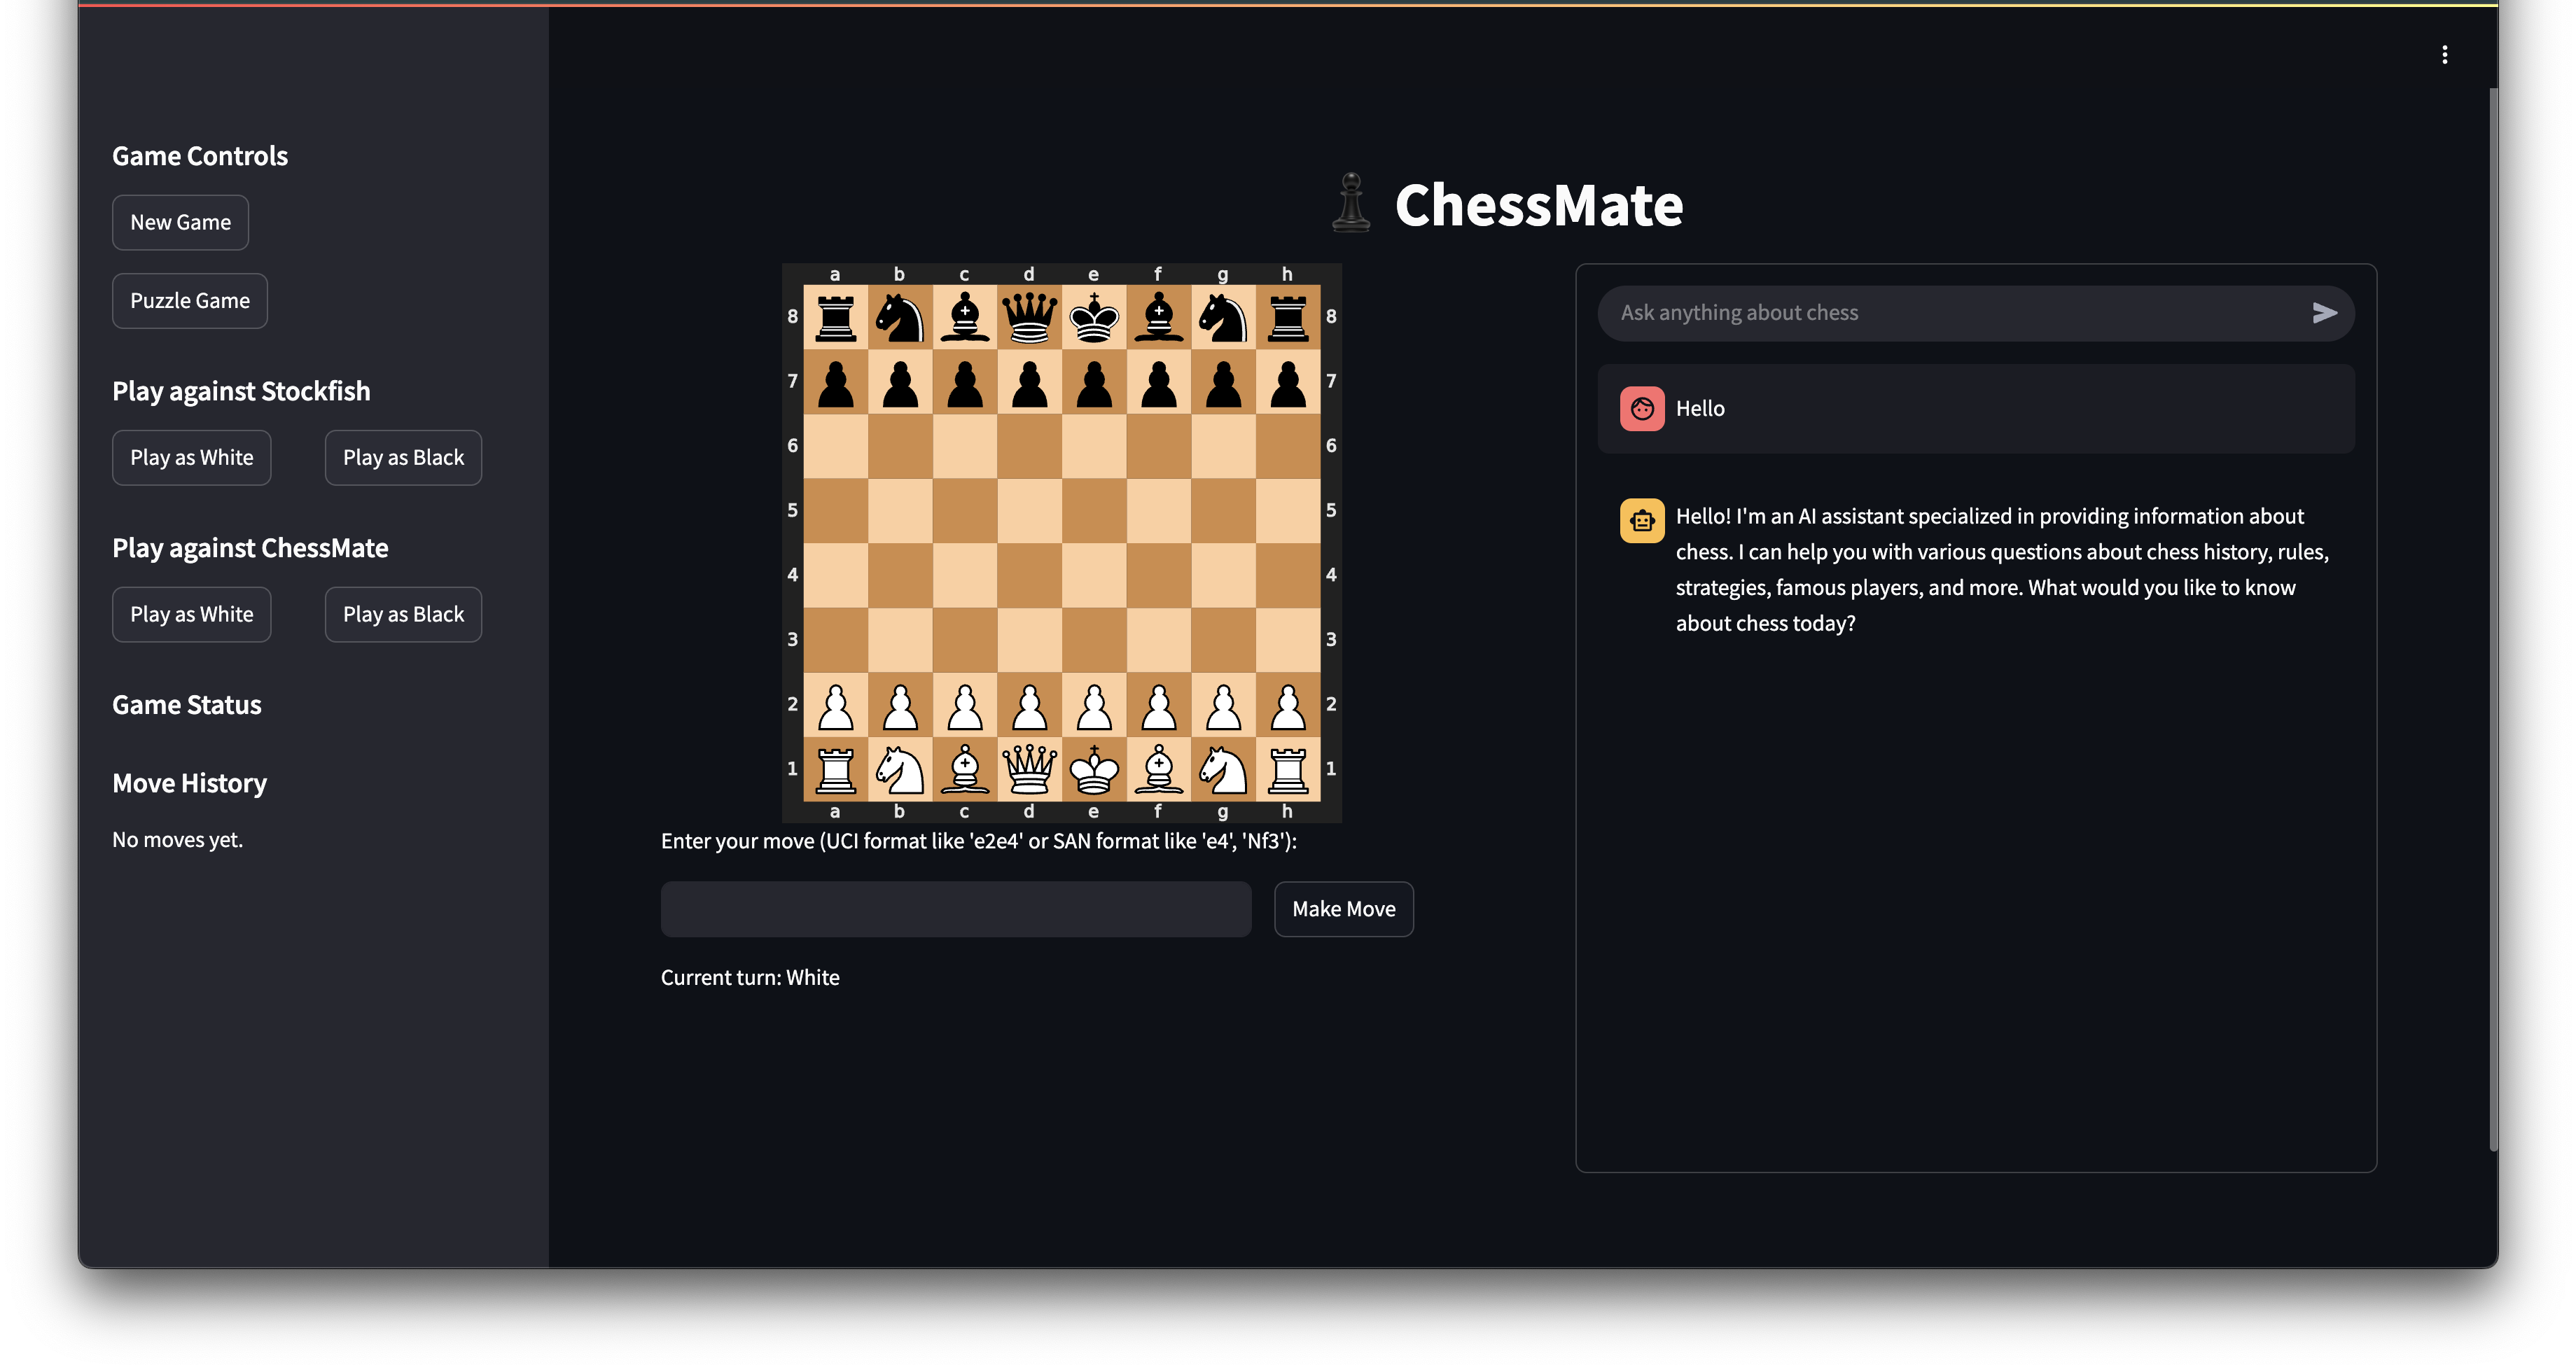 Game Controls
New Game
Puzzle Game
Play against Stockfish
Play as White
Play as Black
Play against ChessMate
Play as White
Play as Black
Game Status
Move History
No moves yet.
ChessMate
a b c d e f g h
8 8
7 7
6 6
5 5
4 4
3 3
2 2
1 1
a b c d e f g h
Enter your move (UCI format like 'e2e4' or SAN format like 'e4', 'Nf3'):
Make Move
Current turn: White
Ask anything about chess
Hello
Hello! I'm an AI assistant specialized in providing information about
chess. I can help you with various questions about chess history, rules,
strategies, famous players, and more. What would you like to know
about chess today?